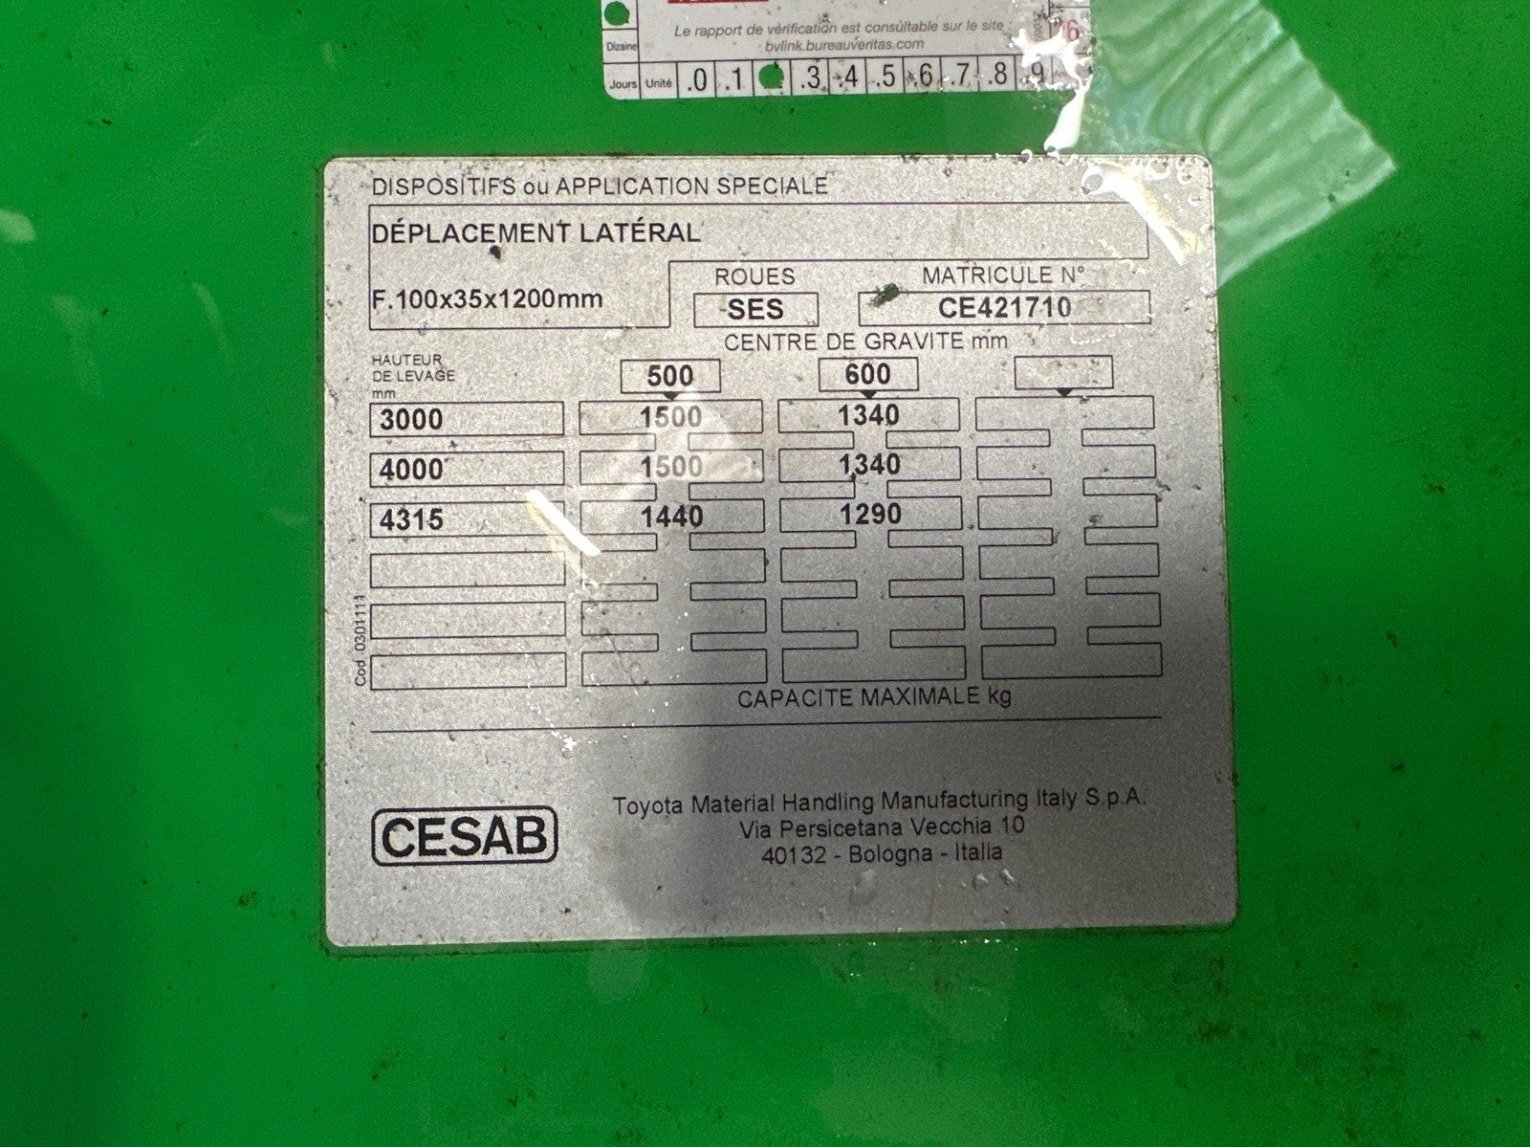 Le rapport de vérification est consultable sur le site :
bvlink.bureauveritas.com
Dizaine
Jours Unité .0 .1 .3 .4 .5 .6 .7 .8 .9
DISPOSITIFS ou APPLICATION SPECIALE
DÉPLACEMENT LATÉRAL
F.100x35x1200mm
ROUES MATRICULE N°
SES CE421710
CENTRE DE GRAVITE mm
HAUTEUR
DE LEVAGE
mm
500 600
3000 1500 1340
4000 1500 1340
4315 1440 1290
Cod 0301111
CAPACITE MAXIMALE kg
CESAB
Toyota Material Handling Manufacturing Italy S.p.A.
Via Persicetana Vecchia 10
40132 - Bologna - Italia